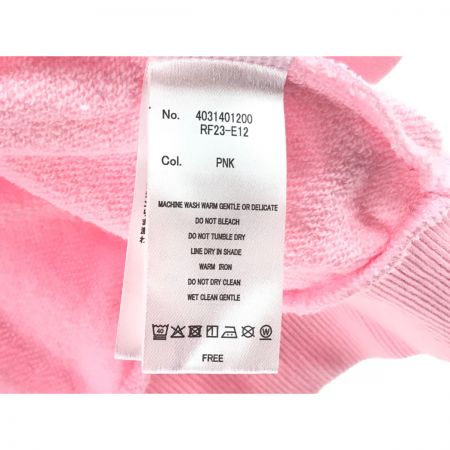 No. 4031401200
RF23-E12
Col. PNK
MACHINE WASH WARM GENTLE OR DELICATE
DO NOT BLEACH
DO NOT TUMBLE DRY
LINE DRY IN SHADE
WARM IRON
DO NOT DRY CLEAN
WET CLEAN GENTLE
40
W
FREE